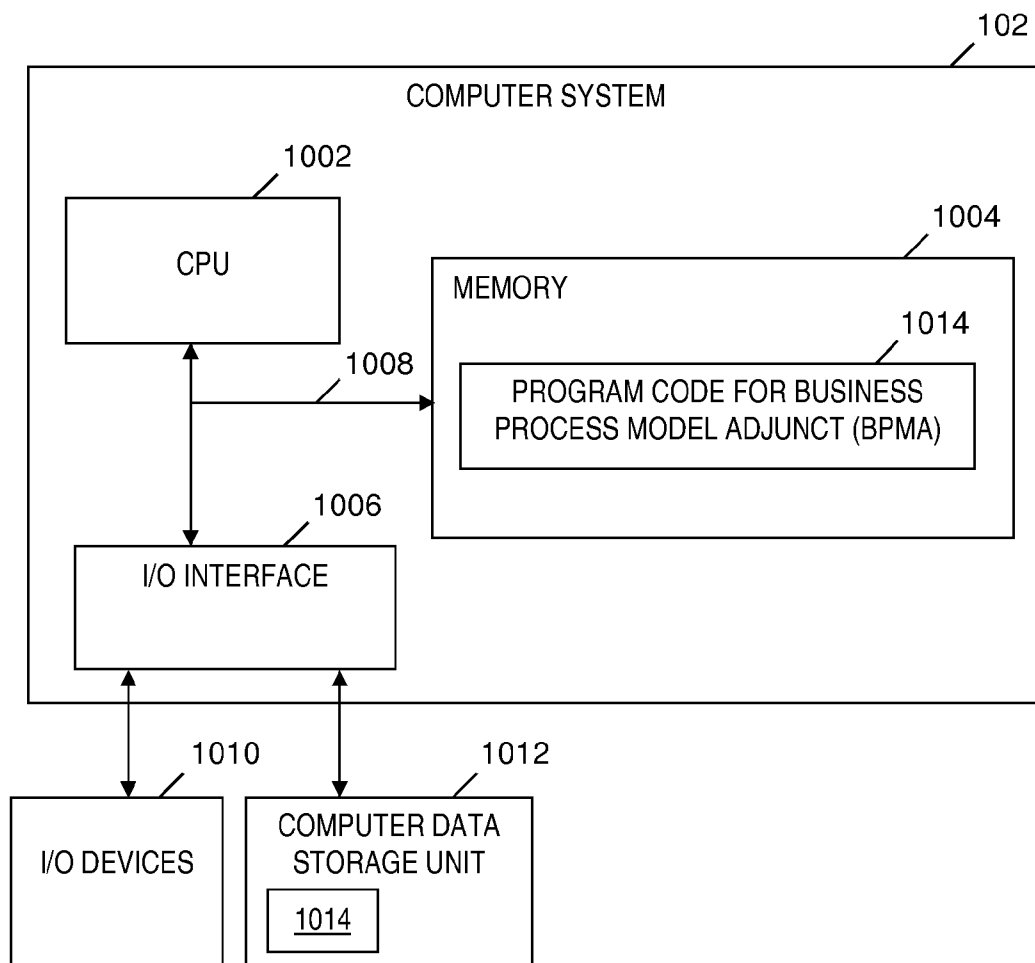 102
COMPUTER SYSTEM
1002
CPU
1004
MEMORY
1014
PROGRAM CODE FOR BUSINESS
PROCESS MODEL ADJUNCT (BPMA)
1008
1006
I/O INTERFACE
1010
I/O DEVICES
1012
COMPUTER DATA
STORAGE UNIT
1014